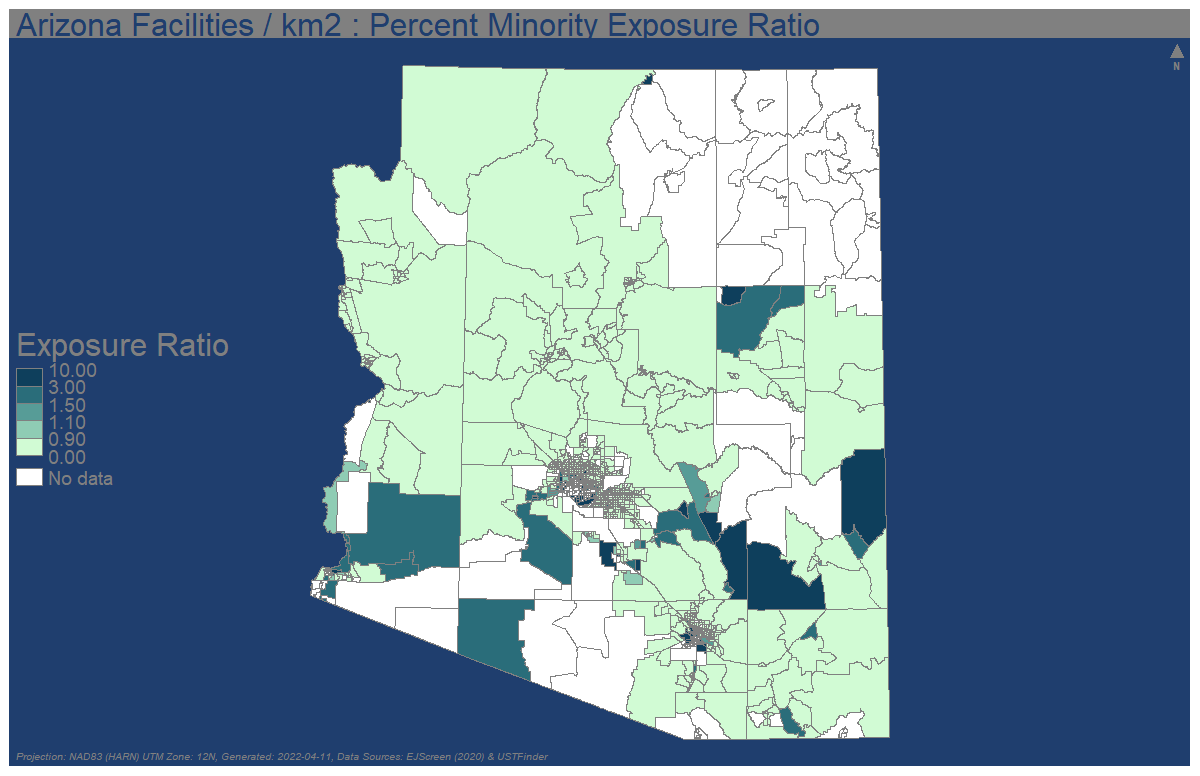 Arizona Facilities / km2 : Percent Minority Exposure Ratio
N
Exposure Ratio
10.00
3.00
1.50
1.10
0.90
0.00
No data
Projection: NAD83 (HARN) UTM Zone: 12N, Generated: 2022-04-11, Data Sources: EJScreen (2020) & USTFinder